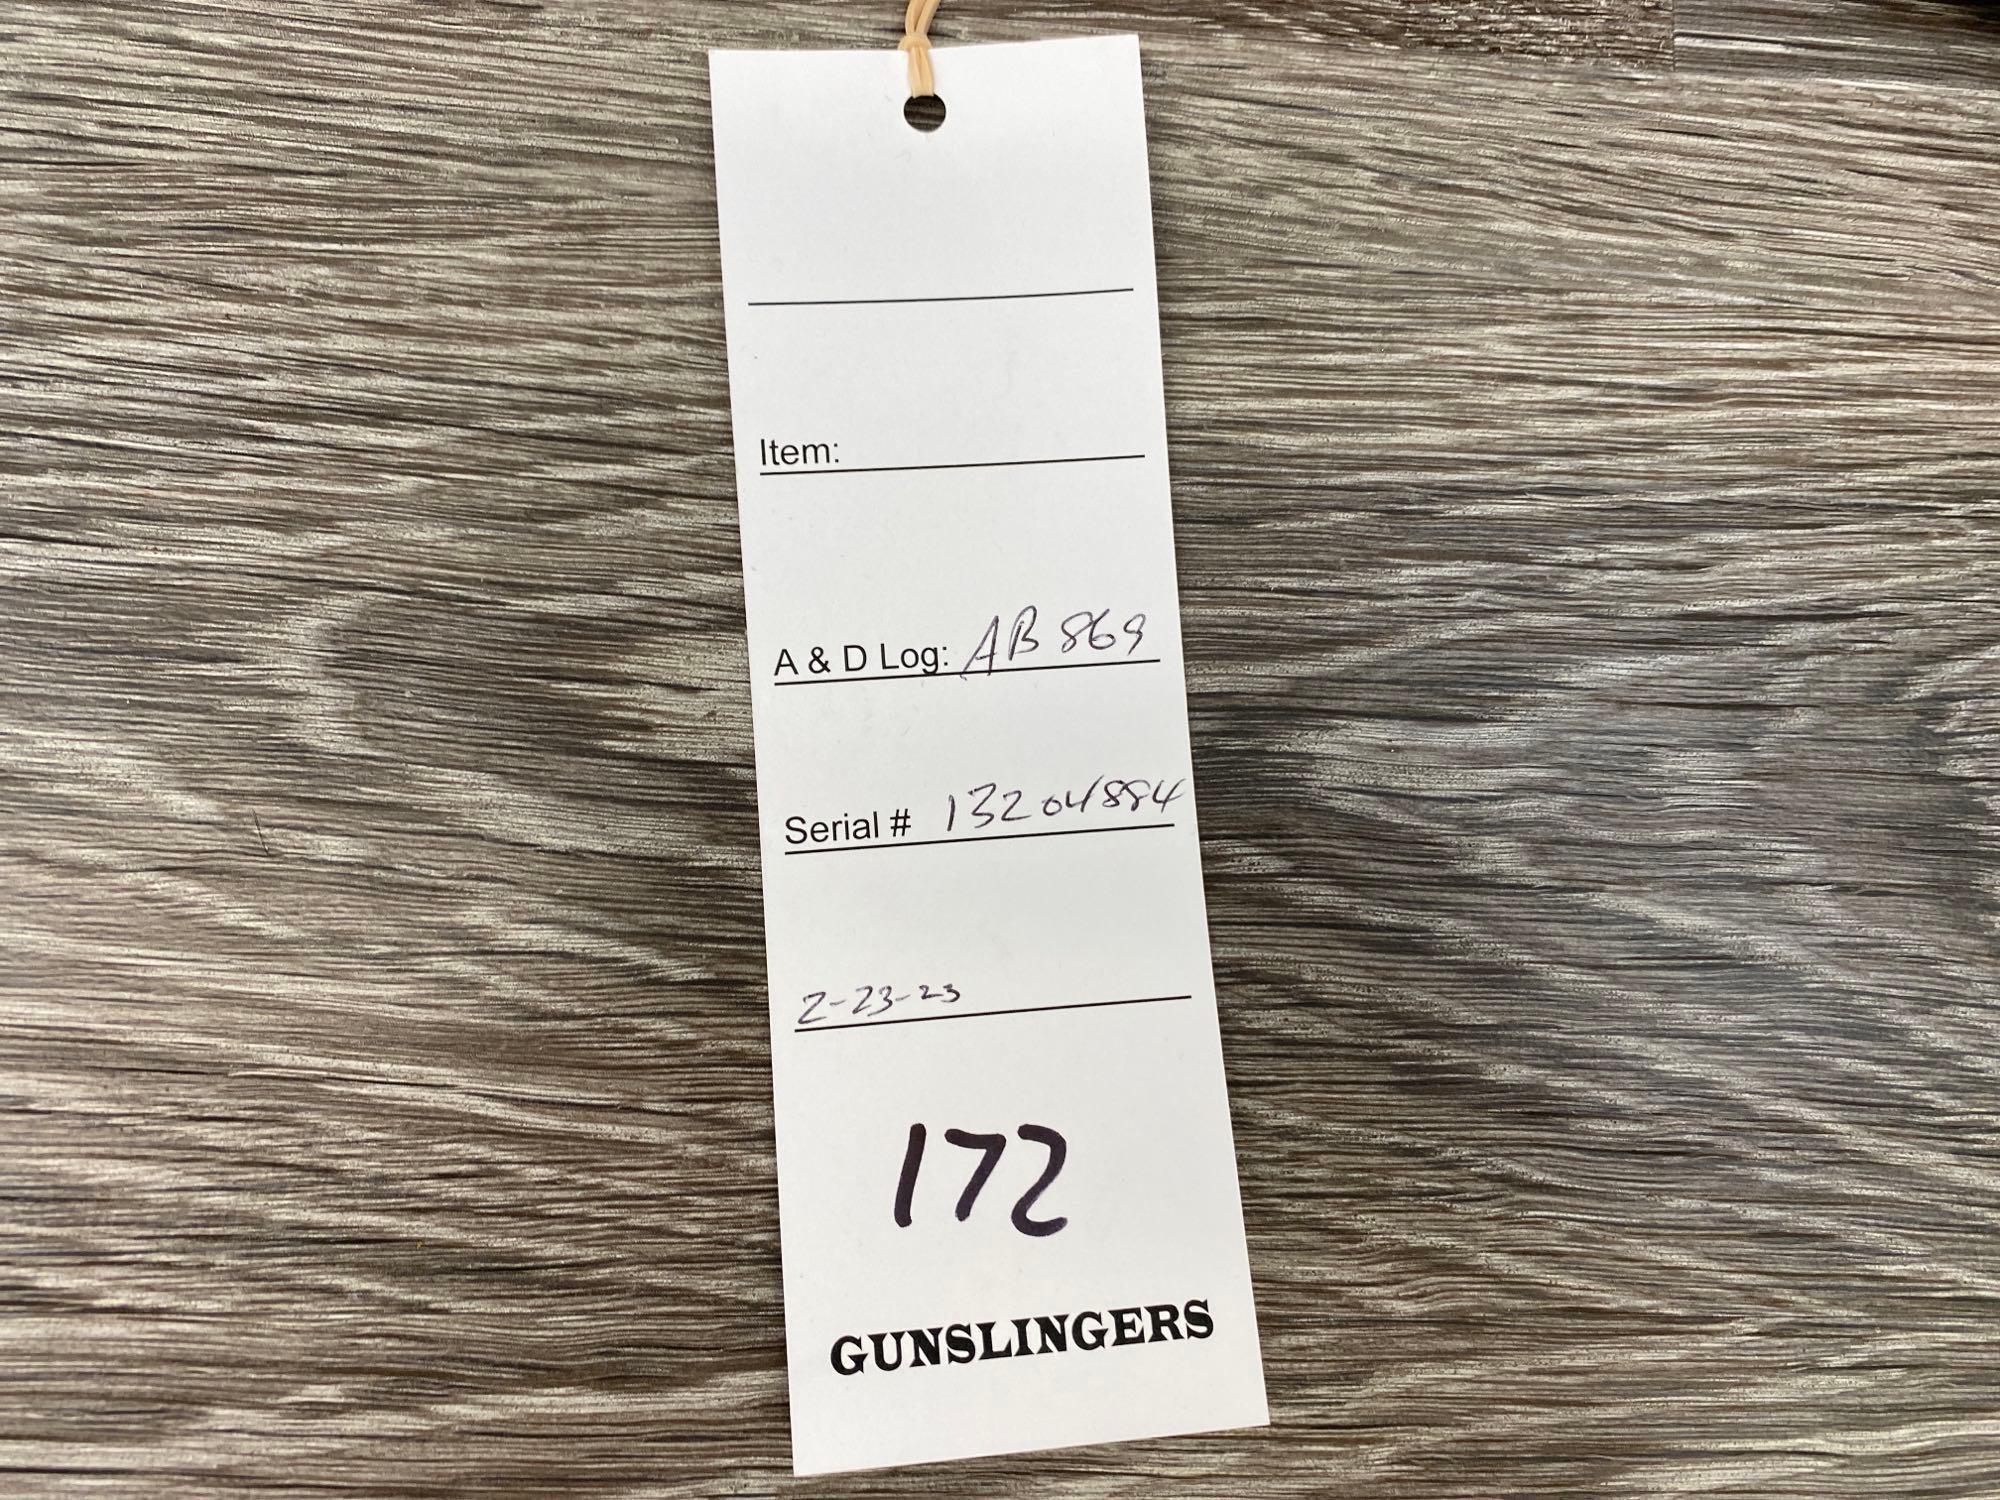 Item:
A & D Log: AB 869
Serial # 13204884
2-23-23
172
GUNSLINGERS